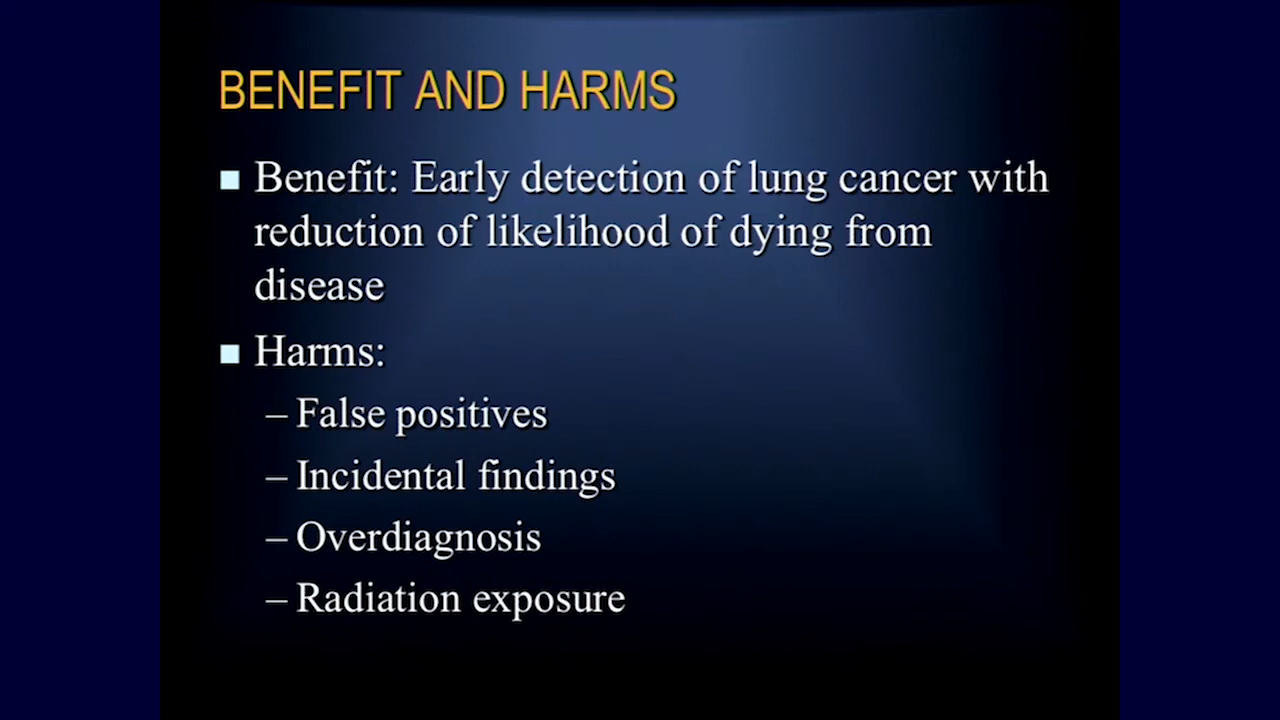 BENEFIT AND HARMS
■ Benefit: Early detection of lung cancer with
reduction of likelihood of dying from
disease
■ Harms:
– False positives
– Incidental findings
– Overdiagnosis
– Radiation exposure